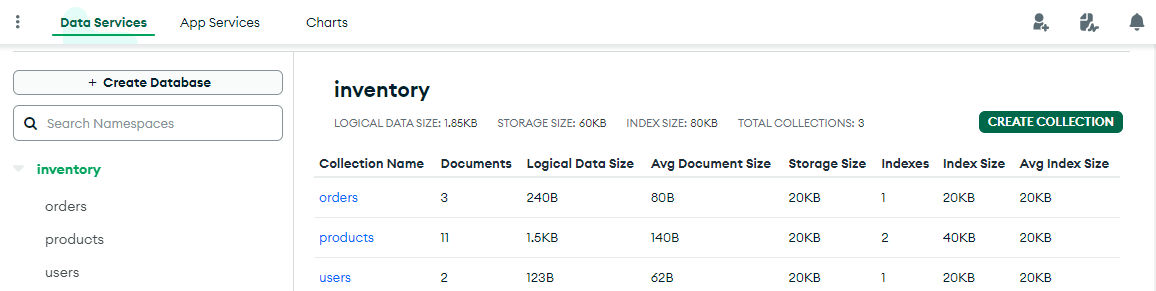 Data Services App Services Charts
+ Create Database
Search Namespaces
inventory
orders
products
users
inventory
LOGICAL DATA SIZE: 1.85KB STORAGE SIZE: 60KB INDEX SIZE: 80KB TOTAL COLLECTIONS: 3
CREATE COLLECTION
Collection Name Documents Logical Data Size Avg Document Size Storage Size Indexes Index Size Avg Index Size
orders 3 240B 80B 20KB 1 20KB 20KB
products 11 1.5KB 140B 20KB 2 40KB 20KB
users 2 123B 62B 20KB 1 20KB 20KB